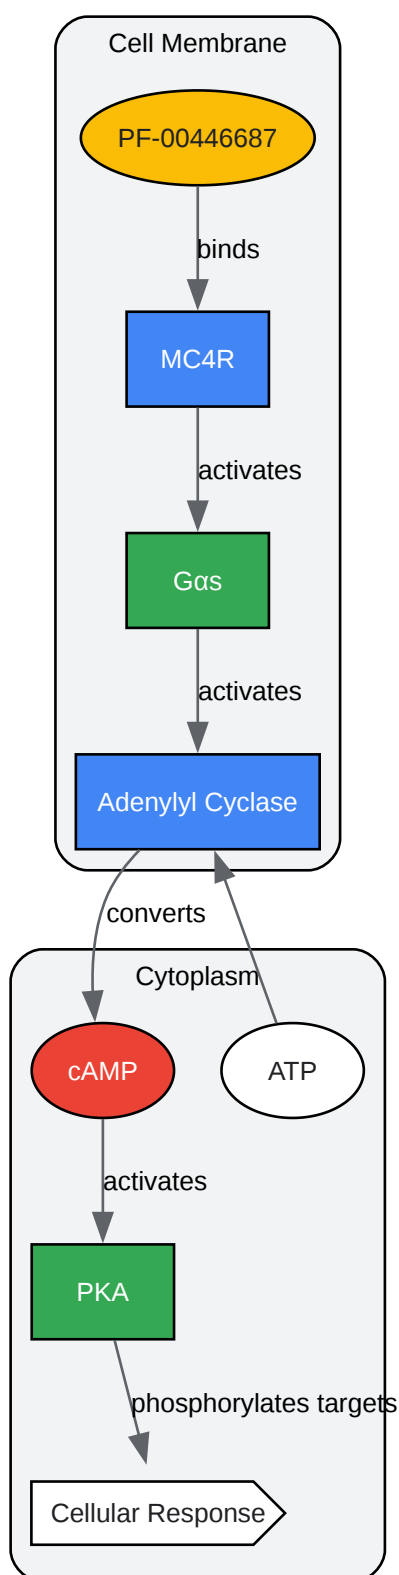 Cell Membrane
PF-00446687
binds
MC4R
activates
Gαs
activates
Adenylyl Cyclase
converts
Cytoplasm
cAMP
ATP
activates
PKA
phosphorylates targets
Cellular Response